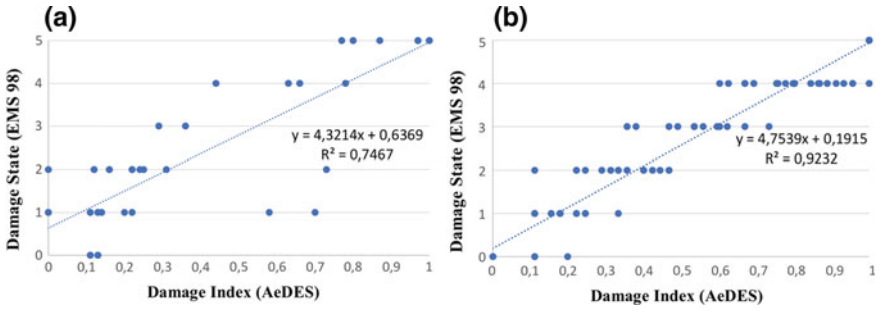 (a)
Damage State (EMS 98)
5
4
3
2
1
0
0 0,1 0,2 0,3 0,4 0,5 0,6 0,7 0,8 0,9 1
y = 4,3214x + 0,6369
R² = 0,7467
Damage Index (AeDES)
(b)
Damage State (EMS 98)
5
4
3
2
1
0
0 0,1 0,2 0,3 0,4 0,5 0,6 0,7 0,8 0,9 1
y = 4,7539x + 0,1915
R² = 0,9232
Damage Index (AeDES)